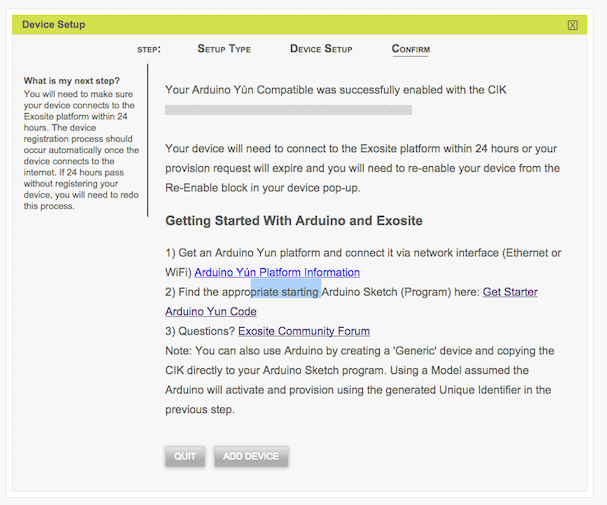 Device Setup X
STEP: SETUP TYPE DEVICE SETUP CONFIRM
What is my next step?
You will need to make sure
your device connects to the
Exosite platform within 24
hours. The device
registration process should
occur automatically once the
device connects to the
internet. If 24 hours pass
without registering your
device, you will need to redo
this process.
Your Arduino Yún Compatible was successfully enabled with the CIK
Your device will need to connect to the Exosite platform within 24 hours or your
provision request will expire and you will need to re-enable your device from the
Re-Enable block in your device pop-up.
Getting Started With Arduino and Exosite
1) Get an Arduino Yun platform and connect it via network interface (Ethernet or
WiFi) Arduino Yún Platform Information
2) Find the appropriate starting Arduino Sketch (Program) here: Get Starter
Arduino Yun Code
3) Questions? Exosite Community Forum
Note: You can also use Arduino by creating a 'Generic' device and copying the
CIK directly to your Arduino Sketch program. Using a Model assumed the
Arduino will activate and provision using the generated Unique Identifier in the
previous step.
QUIT ADD DEVICE